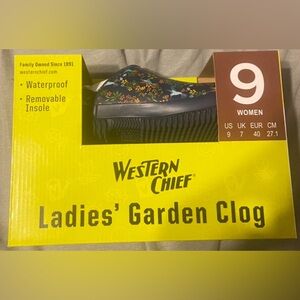 Family Owned Since 1891
westernchief.com
• Waterproof
• Removable
Insole
9
WOMEN
US UK EUR CM
9 7 40 27.1
WESTERN
CHIEF
Ladies' Garden Clog